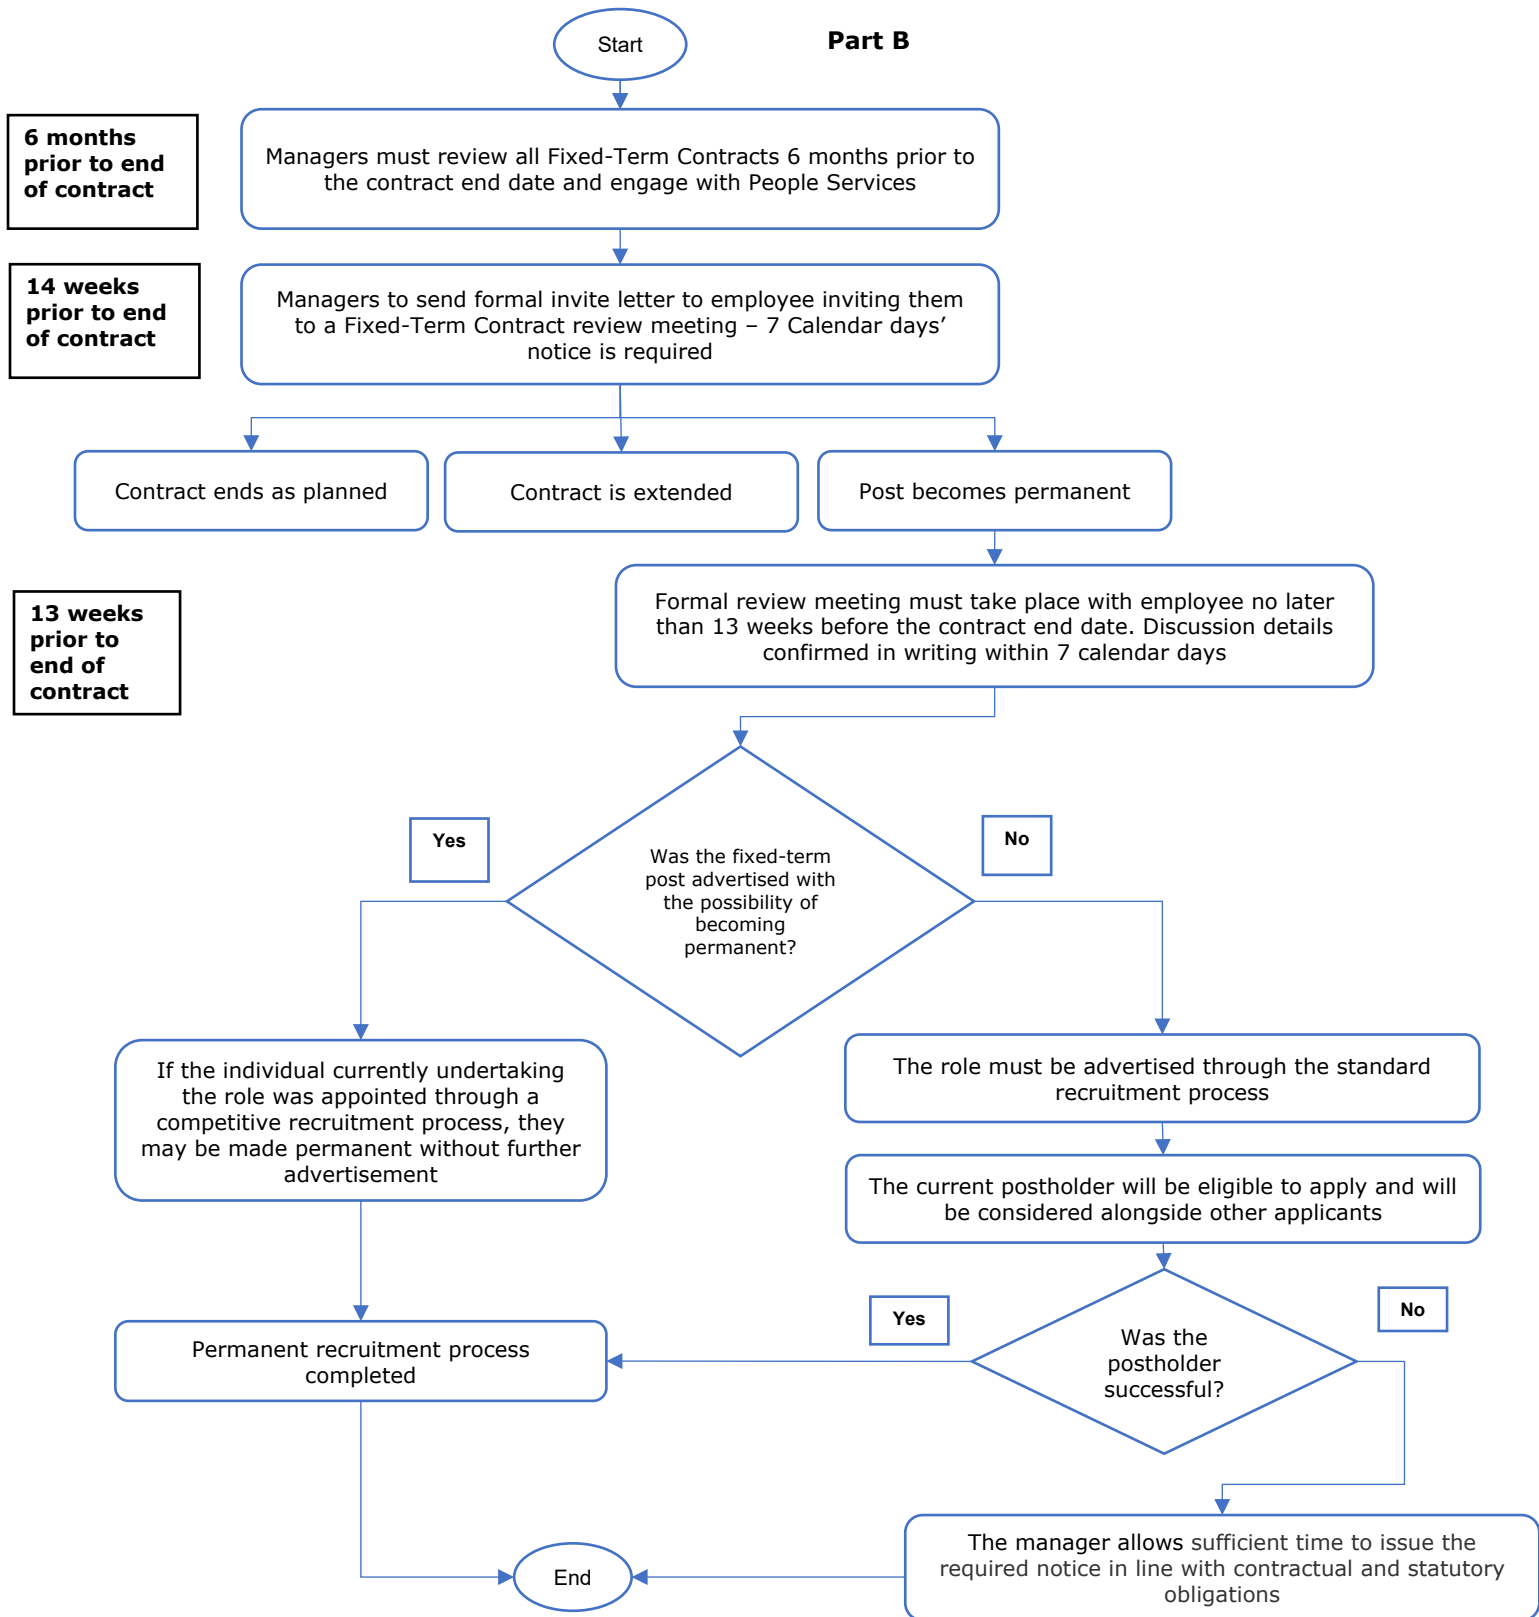 Start
Part B
6 months
prior to end
of contract
Managers must review all Fixed-Term Contracts 6 months prior to
the contract end date and engage with People Services
14 weeks
prior to end
of contract
Managers to send formal invite letter to employee inviting them
to a Fixed-Term Contract review meeting – 7 Calendar days’
notice is required
Contract ends as planned
Contract is extended
Post becomes permanent
13 weeks
prior to
end of
contract
Formal review meeting must take place with employee no later
than 13 weeks before the contract end date. Discussion details
confirmed in writing within 7 calendar days
Yes
No
Was the fixed-term
post advertised with
the possibility of
becoming
permanent?
If the individual currently undertaking
the role was appointed through a
competitive recruitment process, they
may be made permanent without further
advertisement
The role must be advertised through the standard
recruitment process
The current postholder will be eligible to apply and will
be considered alongside other applicants
Yes
No
Was the
postholder
successful?
Permanent recruitment process
completed
The manager allows sufficient time to issue the
required notice in line with contractual and statutory
obligations
End